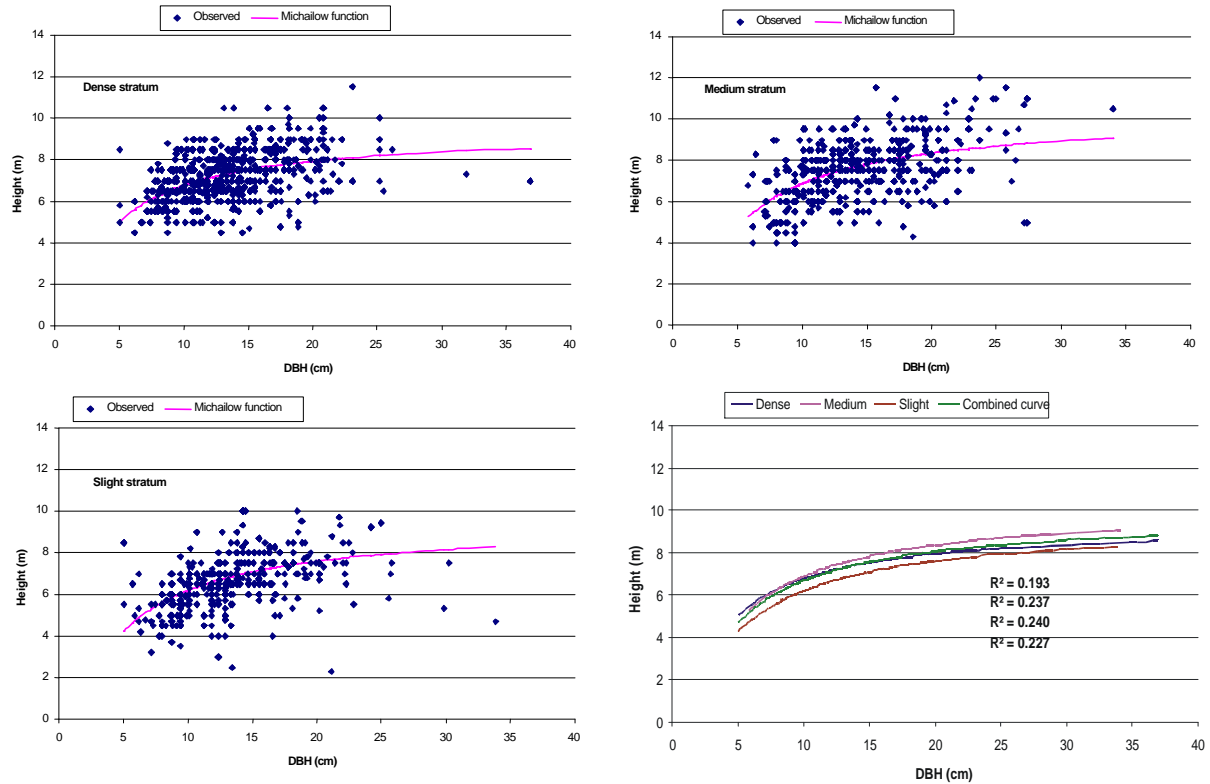 Observed Michailow function
14
12
10
8
6
4
2
0
Height (m)
Dense stratum
0 5 10 15 20 25 30 35 40
DBH (cm)
Observed Michailow function
14
12
10
8
6
4
2
0
Height (m)
Medium stratum
0 5 10 15 20 25 30 35 40
DBH (cm)
Observed Michailow function
14
12
10
8
6
4
2
0
Height (m)
Slight stratum
0 5 10 15 20 25 30 35 40
DBH (cm)
Dense Medium Slight Combined curve
14
12
10
8
6
4
2
0
Height (m)
R² = 0.193
R² = 0.237
R² = 0.240
R² = 0.227
0 5 10 15 20 25 30 35 40
DBH (cm)